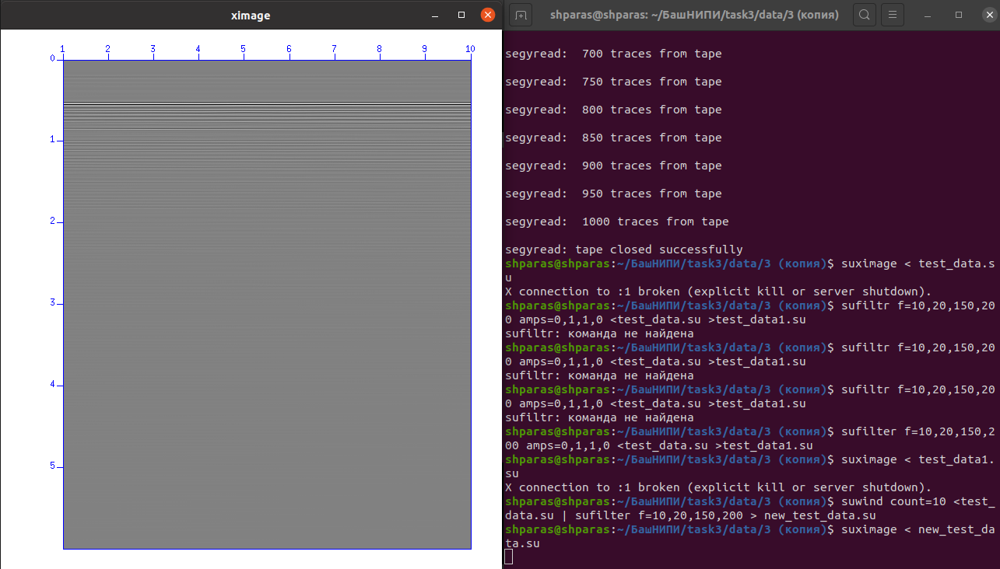 ximage
1 2 3 4 5 6 7 8 9 10
0
1
2
3
4
5
shparas@shparas: ~/БашНИПИ/task3/data/3 (копия)
segyread:  700 traces from tape
segyread:  750 traces from tape
segyread:  800 traces from tape
segyread:  850 traces from tape
segyread:  900 traces from tape
segyread:  950 traces from tape
segyread:  1000 traces from tape
segyread: tape closed successfully
shparas@shparas:~/БашНИПИ/task3/data/3 (копия)$ suximage < test_data.s
u
X connection to :1 broken (explicit kill or server shutdown).
shparas@shparas:~/БашНИПИ/task3/data/3 (копия)$ sufiltr f=10,20,150,20
0 amps=0,1,1,0 <test_data.su >test_data1.su
sufiltr: команда не найдена
shparas@shparas:~/БашНИПИ/task3/data/3 (копия)$ sufiltr f=10,20,150,20
0 amps=0,1,1,0 <test_data.su >test_data1.su
sufiltr: команда не найдена
shparas@shparas:~/БашНИПИ/task3/data/3 (копия)$ sufiltr f=10,20,150,20
0 amps=0,1,1,0 <test_data.su >test_data1.su
sufiltr: команда не найдена
shparas@shparas:~/БашНИПИ/task3/data/3 (копия)$ sufilter f=10,20,150,2
00 amps=0,1,1,0 <test_data.su >test_data1.su
shparas@shparas:~/БашНИПИ/task3/data/3 (копия)$ suximage < test_data1.
su
X connection to :1 broken (explicit kill or server shutdown).
shparas@shparas:~/БашНИПИ/task3/data/3 (копия)$ suwind count=10 <test_
data.su | sufilter f=10,20,150,200 > new_test_data.su
shparas@shparas:~/БашНИПИ/task3/data/3 (копия)$ suximage < new_test_da
ta.su